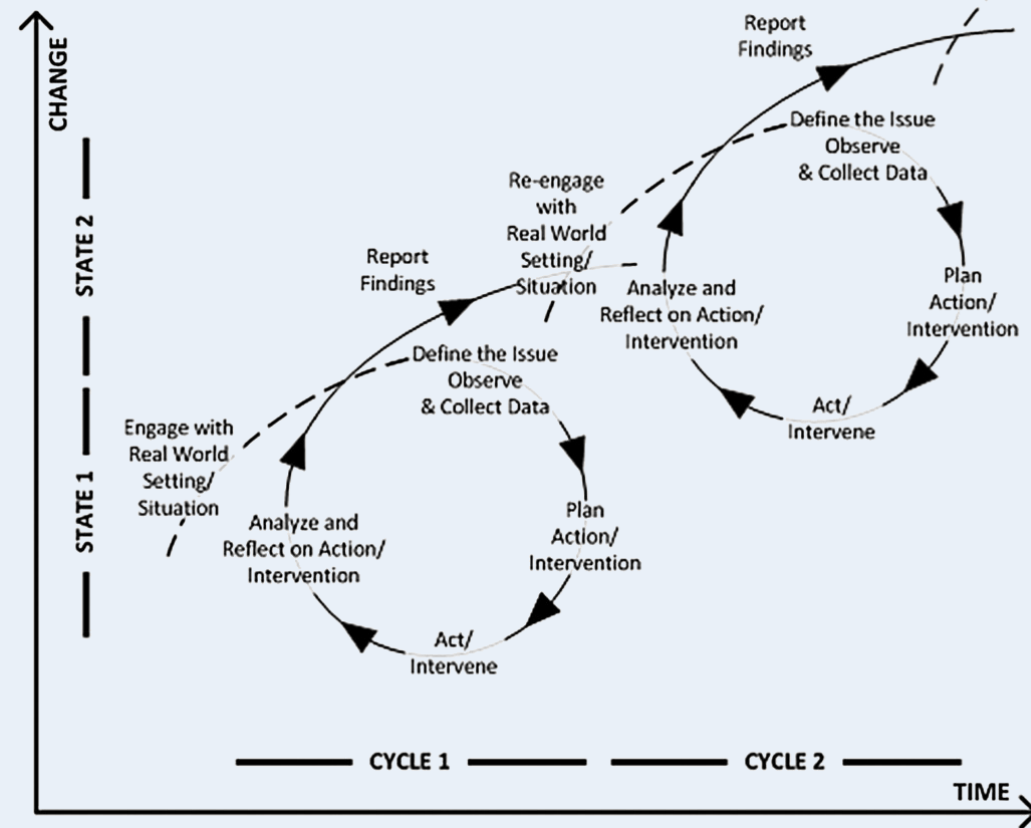 CHANGE
STATE 2
STATE 1
Report
Findings
Define the Issue
Observe
& Collect Data
Re-engage
with
Real World
Setting/
Situation
Plan
Action/
Intervention
Analyze and
Reflect on Action/
Intervention
Act/
Intervene
Report
Findings
Define the Issue
Observe
& Collect Data
Engage with
Real World
Setting/
Situation
Plan
Action/
Intervention
Analyze and
Reflect on Action/
Intervention
Act/
Intervene
CYCLE 1
CYCLE 2
TIME